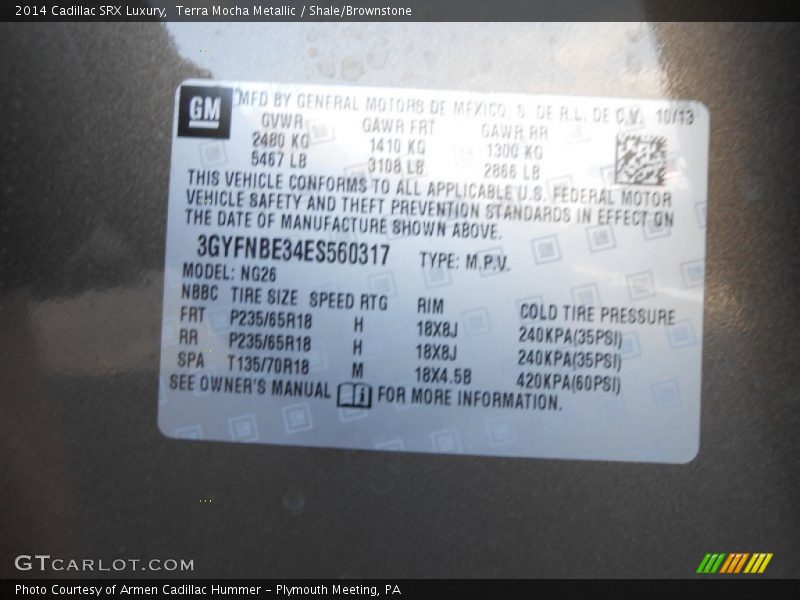 2014 Cadillac SRX Luxury,  Terra Mocha Metallic / Shale/Brownstone
GM MFD BY GENERAL MOTORS DE MEXICO, S. DE R.L. DE C.V. 10/13
GVWR GAWR FRT GAWR RR
2480 KG 1410 KG 1300 KG
5467 LB 3108 LB 2866 LB
THIS VEHICLE CONFORMS TO ALL APPLICABLE U.S. FEDERAL MOTOR
VEHICLE SAFETY AND THEFT PREVENTION STANDARDS IN EFFECT ON
THE DATE OF MANUFACTURE SHOWN ABOVE.
3GYFNBE34ES560317 TYPE: M.P.V.
MODEL: NG26
NBBC TIRE SIZE SPEED RTG RIM COLD TIRE PRESSURE
FRT P235/65R18 H 18X8J 240KPA(35PSI)
RR P235/65R18 H 18X8J 240KPA(35PSI)
SPA T135/70R18 M 18X4.5B 420KPA(60PSI)
SEE OWNER'S MANUAL FOR MORE INFORMATION.
GTCARLOT.COM
Photo Courtesy of Armen Cadillac Hummer - Plymouth Meeting, PA